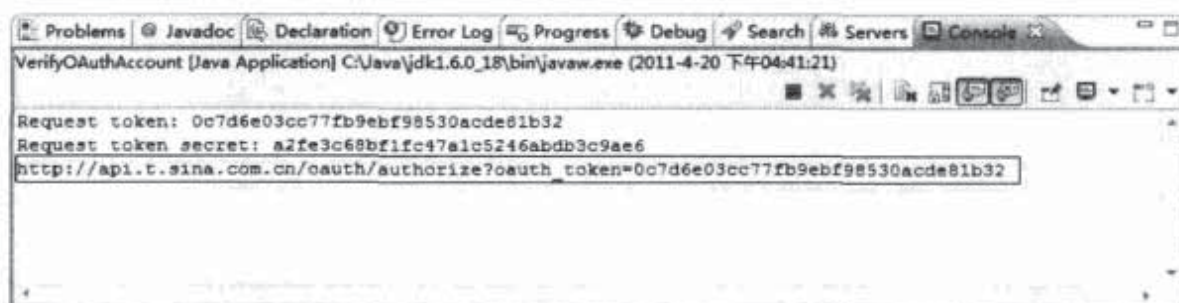 Problems @ Javadoc Declaration Error Log Progress Debug Search Servers Console
VerifyOAuthAccount [Java Application] C:\Java\jdk1.6.0_18\bin\javaw.exe (2011-4-20 下午04:41:21)
Request token: 0c7d6e03cc77fb9ebf98530acde81b32
Request token secret: a2fe3c68bf1fc47a1c5246abdb3c9ae6
http://api.t.sina.com.cn/oauth/authorize?oauth_token=0c7d6e03cc77fb9ebf98530acde81b32